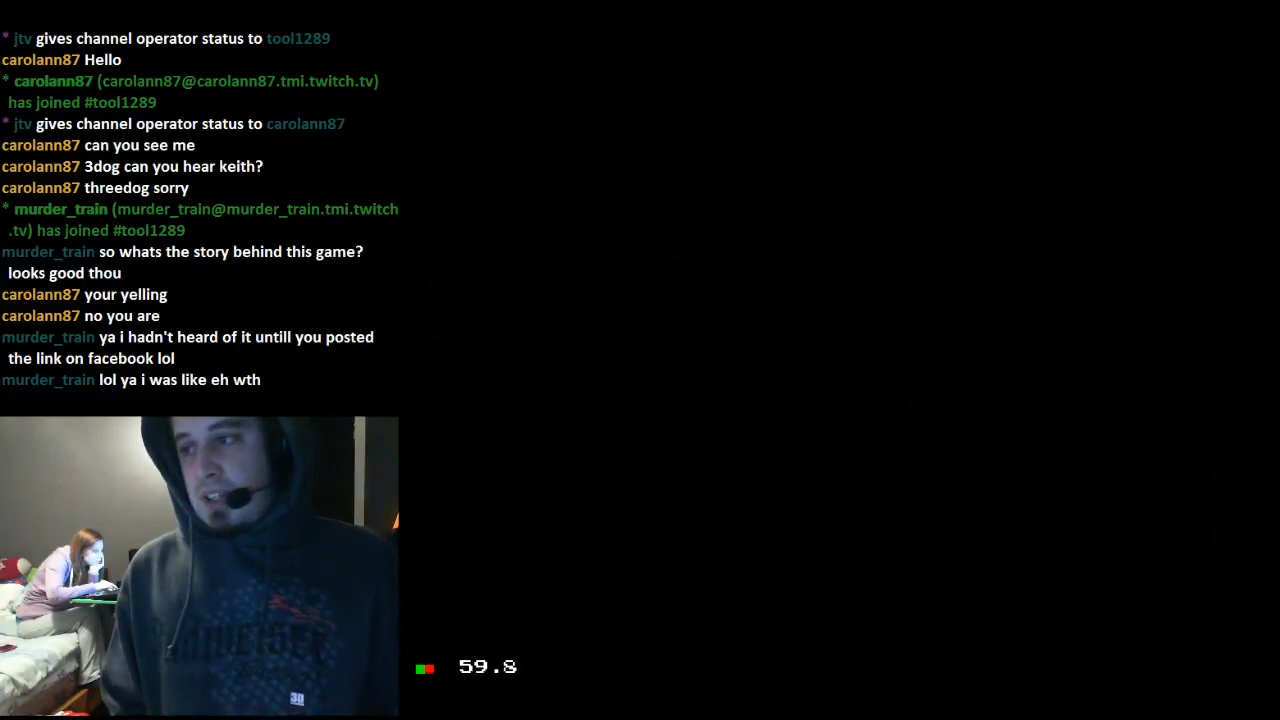 * jtv gives channel operator status to tool1289
carolann87 Hello
* carolann87 (carolann87@carolann87.tmi.twitch.tv)
has joined #tool1289
* jtv gives channel operator status to carolann87
carolann87 can you see me
carolann87 3dog can you hear keith?
carolann87 threedog sorry
* murder_train (murder_train@murder_train.tmi.twitch
.tv) has joined #tool1289
murder_train so whats the story behind this game?
looks good thou
carolann87 your yelling
carolann87 no you are
murder_train ya i hadn't heard of it untill you posted
the link on facebook lol
murder_train lol ya i was like eh wth
59.8